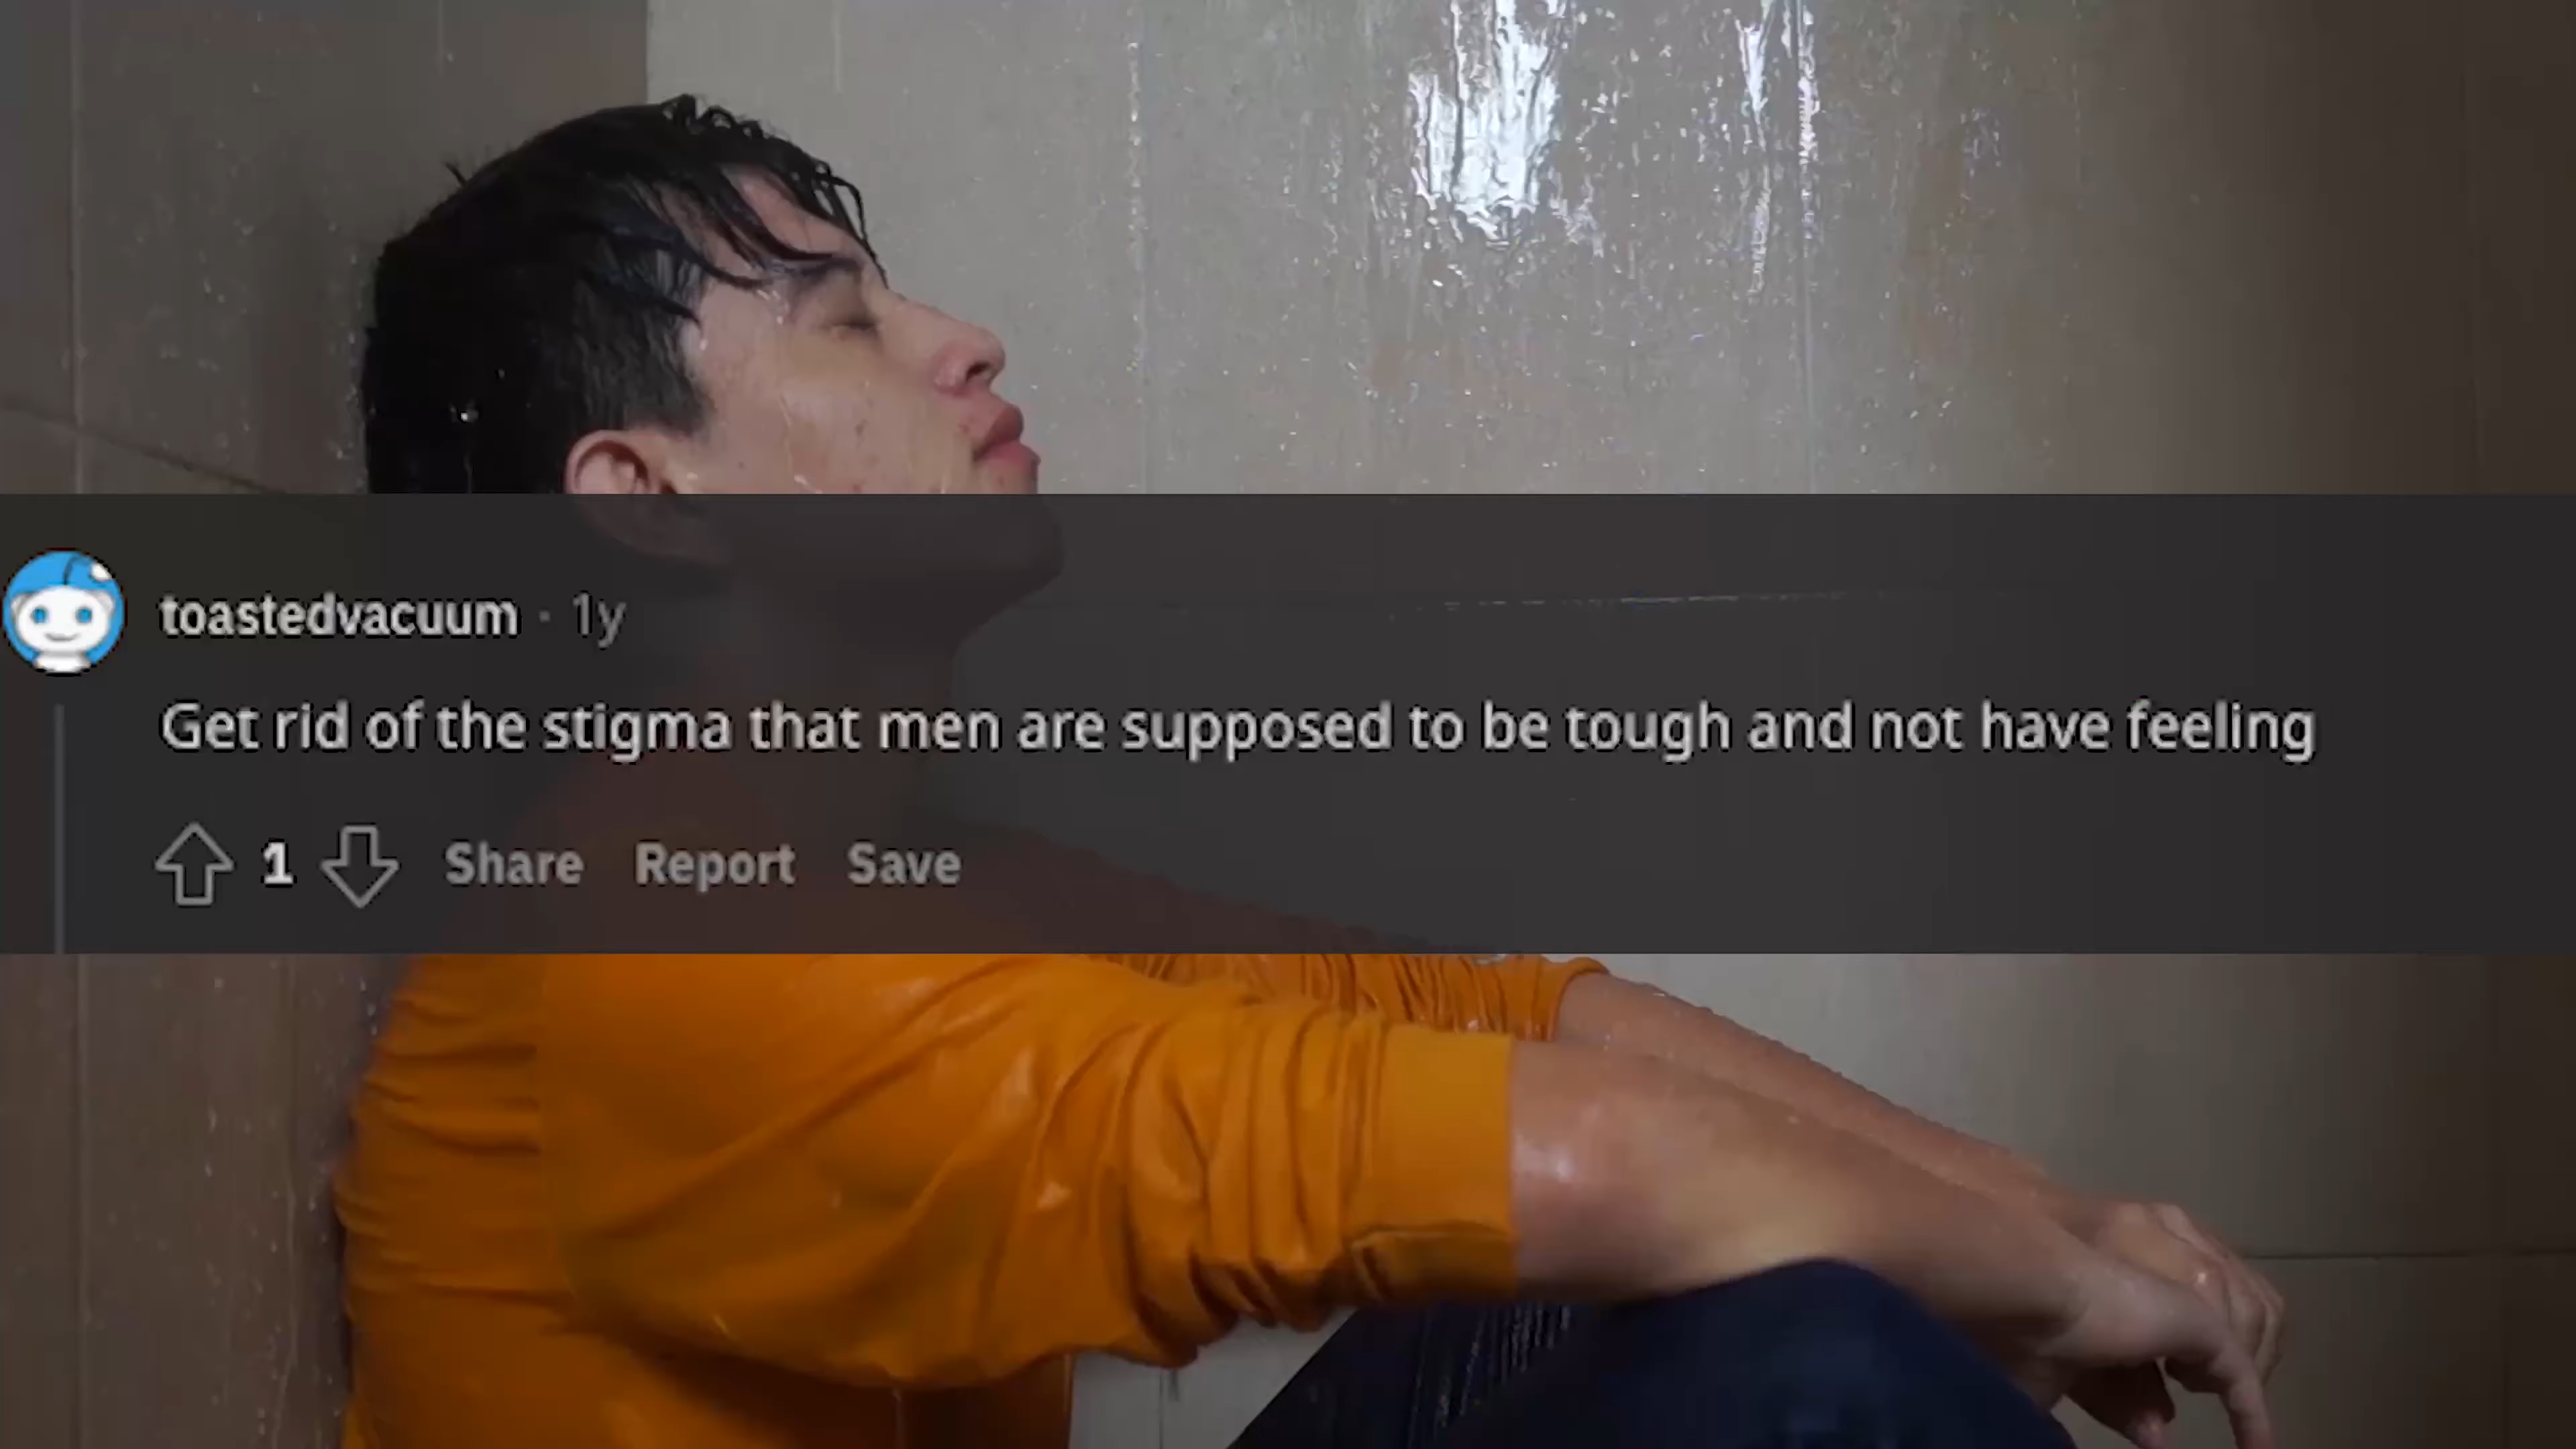 toastedvacuum · 1y
Get rid of the stigma that men are supposed to be tough and not have feeling
1 Share Report Save